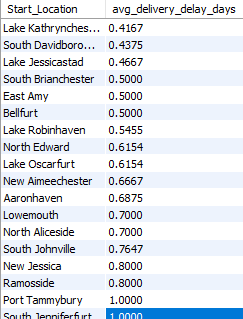 Start_Location avg_delivery_delay_days
Lake Kathrynches... 0.4167
South Davidboro... 0.4375
Lake Jessicastad 0.4667
South Brianchester 0.5000
East Amy 0.5000
Bellfurt 0.5000
Lake Robinhaven 0.5455
North Edward 0.6154
Lake Oscarfurt 0.6154
New Aimeechester 0.6667
Aaronhaven 0.6875
Lowemouth 0.7000
North Aliceside 0.7000
South Johnville 0.7647
New Jessica 0.8000
Ramosside 0.8000
Port Tammybury 1.0000
South Jenniferfurt 1.0000